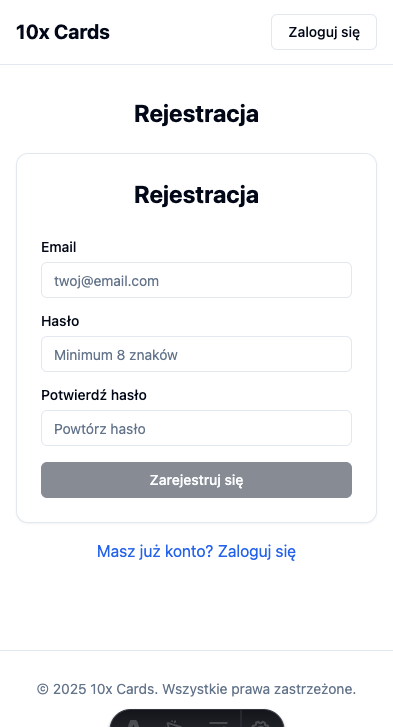 10x Cards
Zaloguj się
Rejestracja
Rejestracja
Email
twoj@email.com
Hasło
Minimum 8 znaków
Potwierdź hasło
Powtórz hasło
Zarejestruj się
Masz już konto? Zaloguj się
© 2025 10x Cards. Wszystkie prawa zastrzeżone.